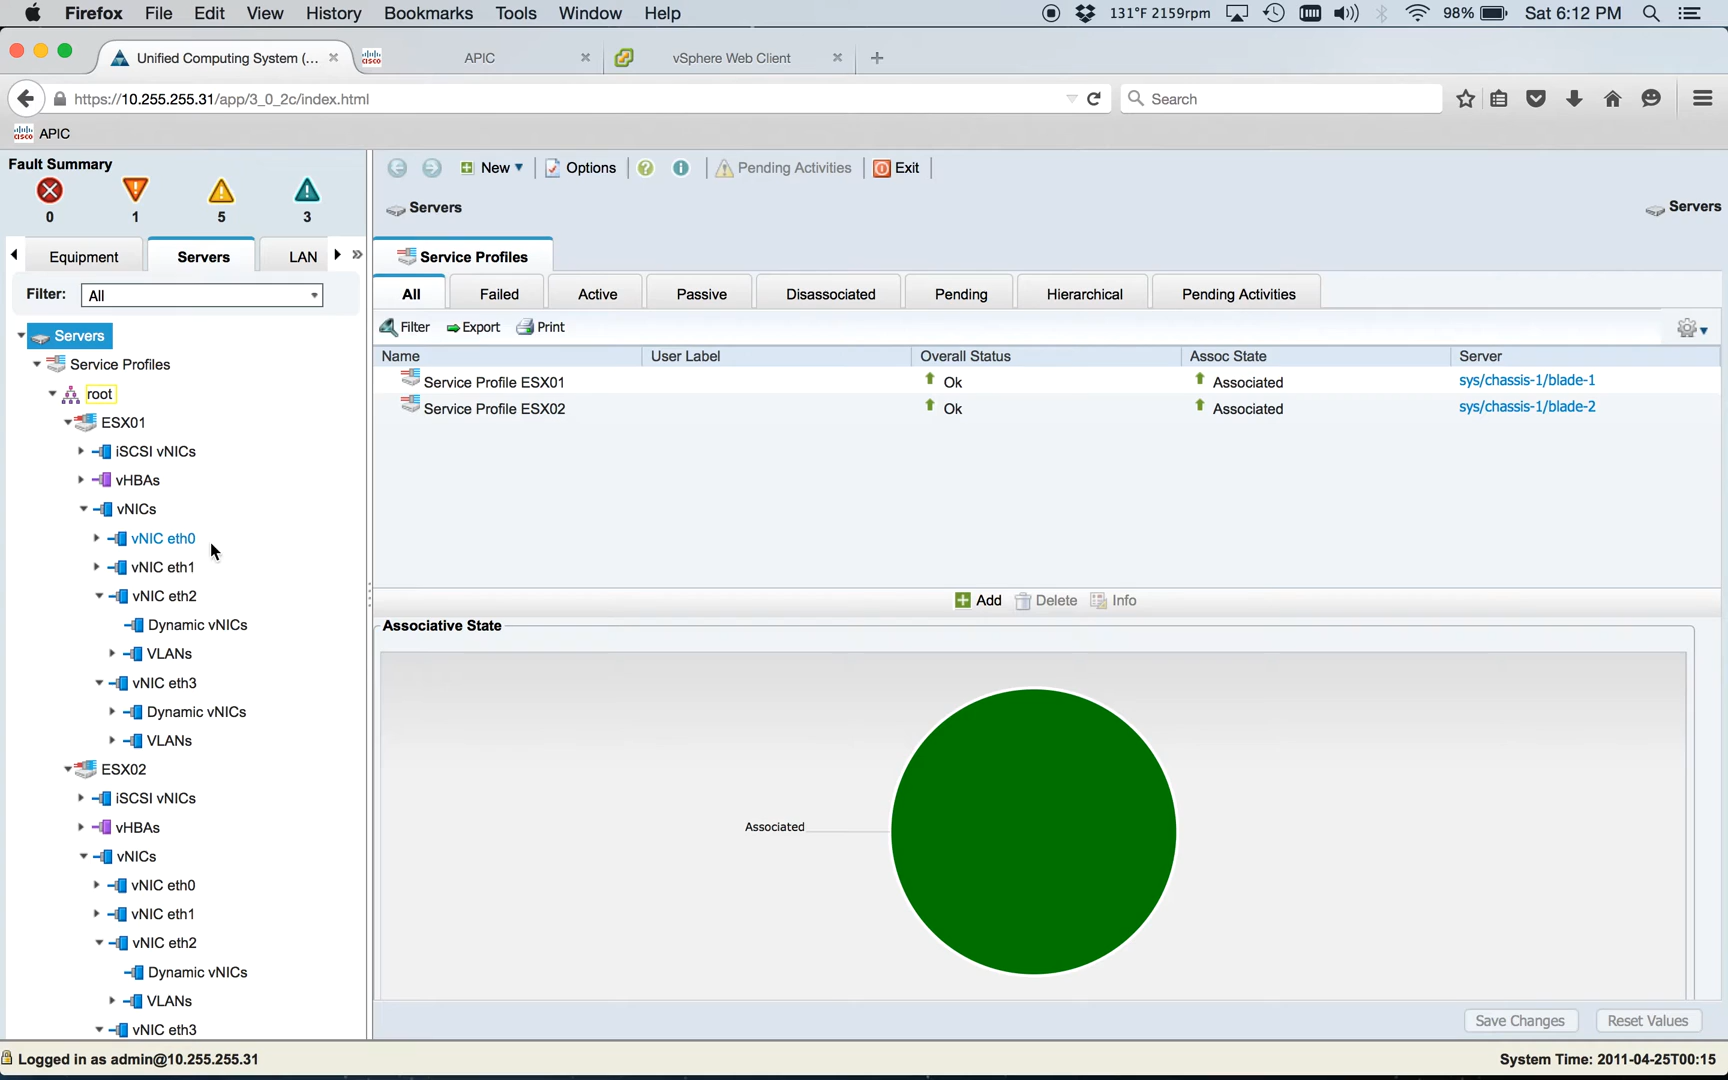 Firefox File Edit View History Bookmarks Tools Window Help 131°F 2159rpm 98% Sat 6:12 PM
Unified Computing System (... APIC vSphere Web Client
https://10.255.255.31/app/3_0_2c/index.html Search
APIC
Fault Summary
0 1 5 3
New Options Pending Activities Exit
Servers Servers
Equipment Servers LAN
Service Profiles
Filter: All
All Failed Active Passive Disassociated Pending Hierarchical Pending Activities
Filter Export Print
Name User Label Overall Status Assoc State Server
Service Profile ESX01 Ok Associated sys/chassis-1/blade-1
Service Profile ESX02 Ok Associated sys/chassis-1/blade-2
Servers
Service Profiles
root
ESX01
iSCSI vNICs
vHBAs
vNICs
vNIC eth0
vNIC eth1
vNIC eth2
Dynamic vNICs
VLANs
vNIC eth3
Dynamic vNICs
VLANs
ESX02
iSCSI vNICs
vHBAs
vNICs
vNIC eth0
vNIC eth1
vNIC eth2
Dynamic vNICs
VLANs
vNIC eth3
Add Delete Info
Associative State
Associated
Save Changes Reset Values
Logged in as admin@10.255.255.31 System Time: 2011-04-25T00:15